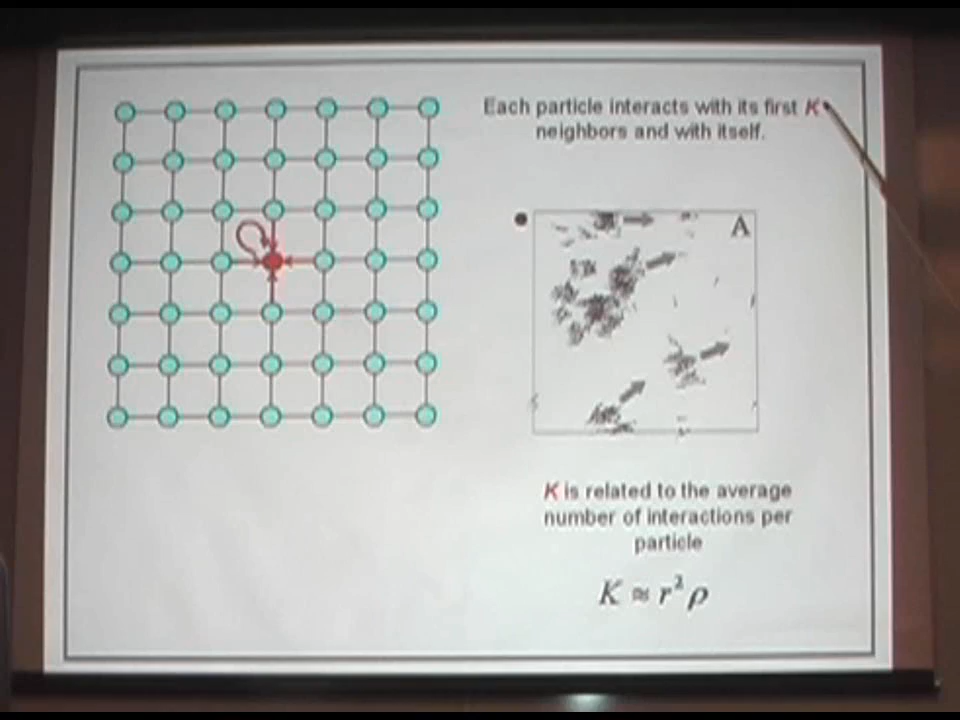 Each particle interacts with its first K
neighbors and with itself.
A
K is related to the average
number of interactions per
particle
K ≈ r²ρ